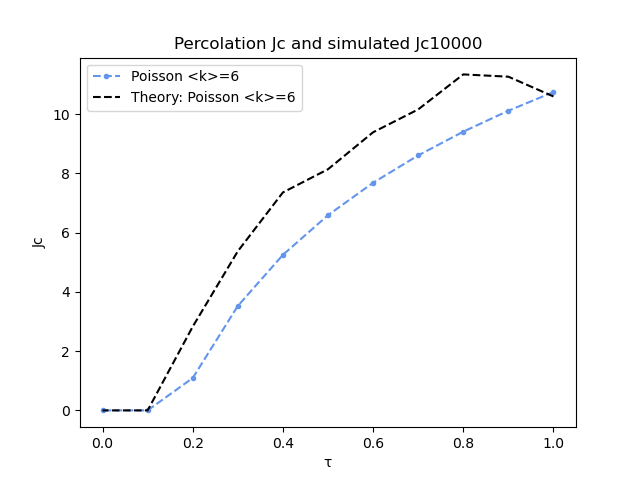 Percolation Jc and simulated Jc10000
Poisson <k>=6
Theory: Poisson <k>=6
10
8
6
4
2
0
Jc
0.0 0.2 0.4 0.6 0.8 1.0
τ